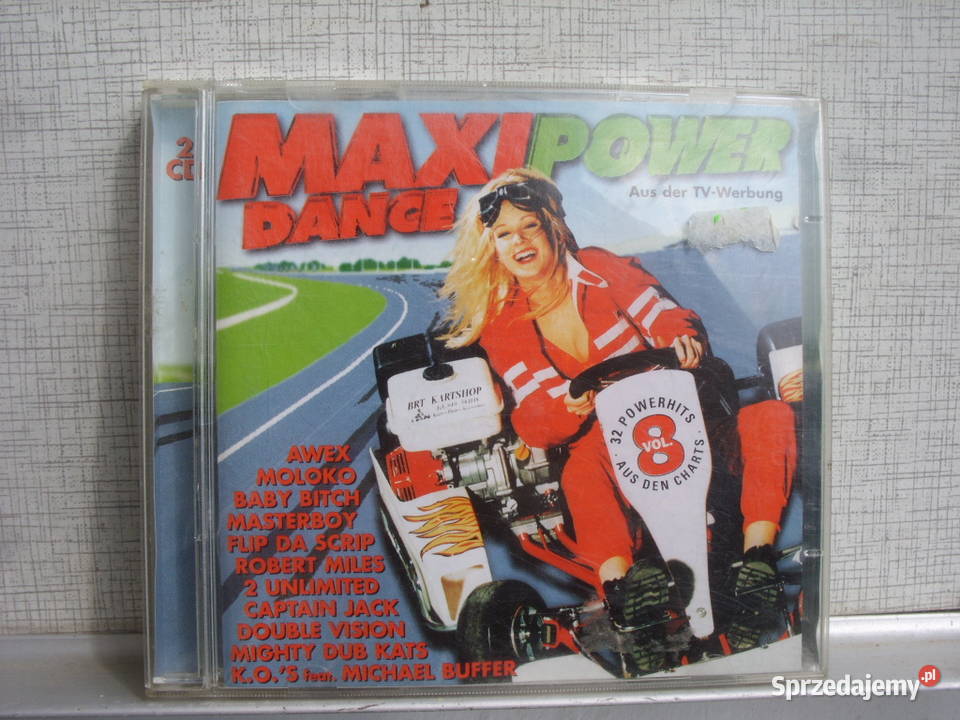 2
CD
MAXI POWER
DANCE
Aus der TV-Werbung
BRT KARTSHOP
32 POWERHITS
VOL.
8
AUS DEN CHARTS
AWEX
MOLOKO
BABY BITCH
MASTERBOY
FLIP DA SCRIP
ROBERT MILES
2 UNLIMITED
CAPTAIN JACK
DOUBLE VISION
MIGHTY DUB KATS
K.O.'S feat. MICHAEL BUFFER
Sprzedajemy.pl